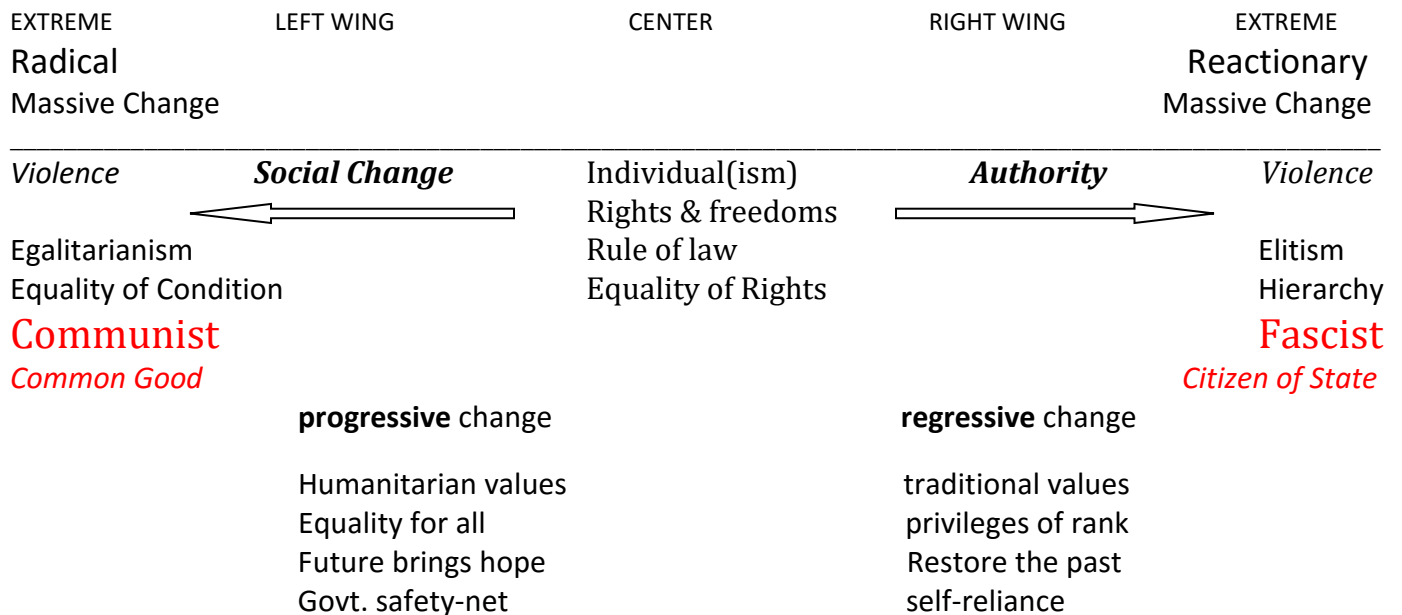 EXTREME LEFT WING CENTER RIGHT WING EXTREME
Radical Reactionary
Massive Change Massive Change
Violence Social Change Individual(ism) Authority Violence
Rights & freedoms
Egalitarianism Rule of law Elitism
Equality of Condition Equality of Rights Hierarchy
Communist Fascist
Common Good Citizen of State
progressive change regressive change
Humanitarian values traditional values
Equality for all privileges of rank
Future brings hope Restore the past
Govt. safety-net self-reliance